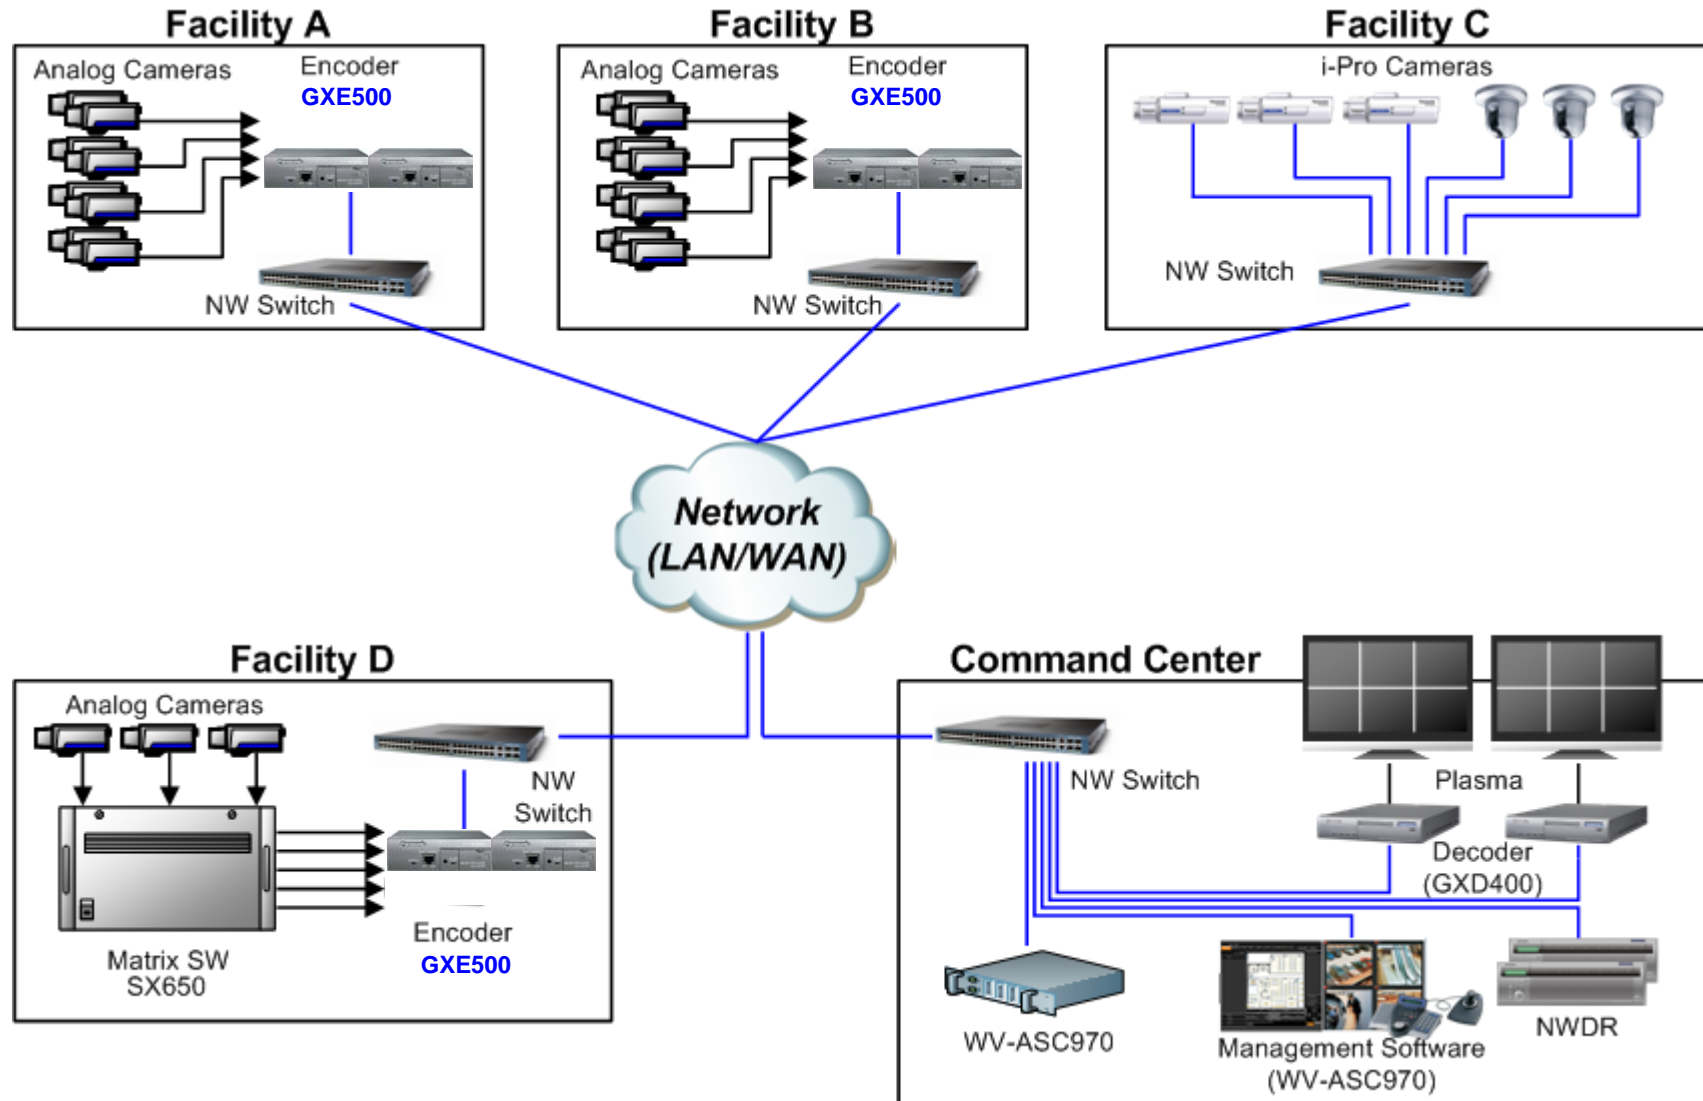 Facility A
Analog Cameras
Encoder
GXE500
NW Switch
Facility B
Analog Cameras
Encoder
GXE500
NW Switch
Facility C
i-Pro Cameras
NW Switch
Network
(LAN/WAN)
Facility D
Analog Cameras
NW
Switch
Matrix SW
SX650
Encoder
GXE500
Command Center
NW Switch
Plasma
Decoder
(GXD400)
WV-ASC970
Management Software
(WV-ASC970)
NWDR